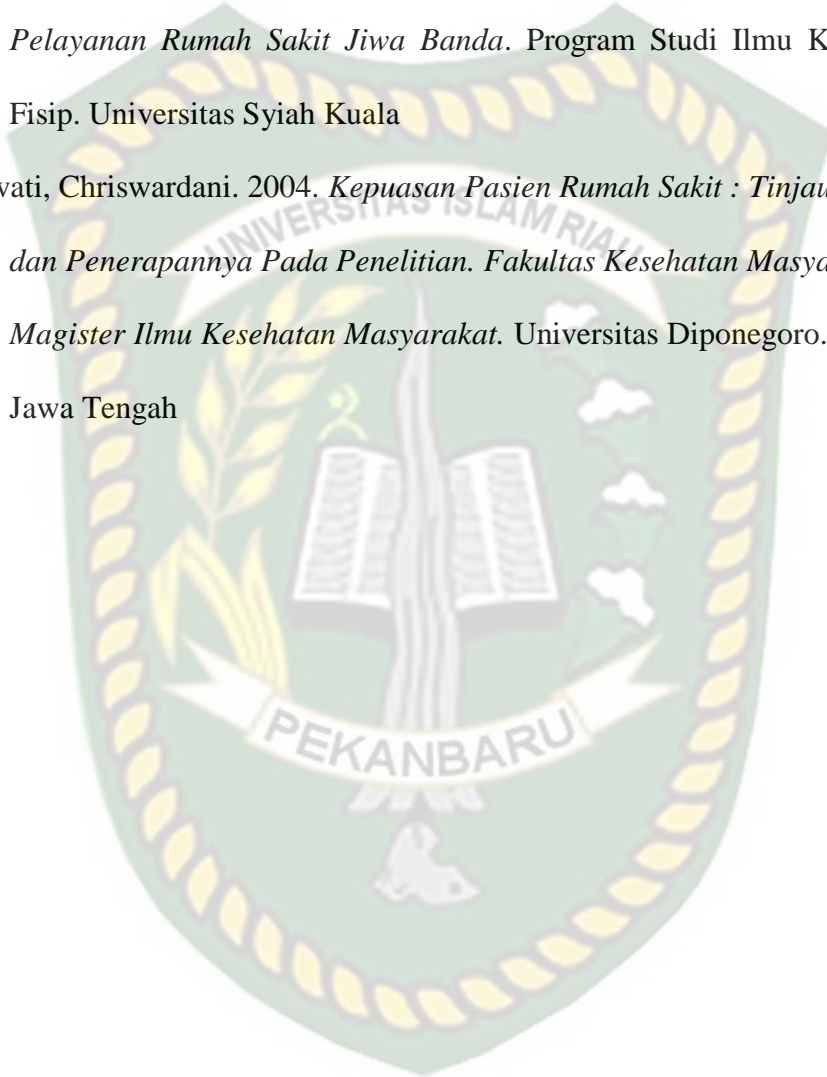 Pelayanan Rumah Sakit Jiwa Banda. Program Studi Ilmu K
Fisip. Universitas Syiah Kuala
wati, Chriswardani. 2004. Kepuasan Pasien Rumah Sakit : Tinjau
dan Penerapannya Pada Penelitian. Fakultas Kesehatan Masya
Magister Ilmu Kesehatan Masyarakat. Universitas Diponegoro.
Jawa Tengah
UNIVERSITAS ISLAM RIAU
PEKANBARU